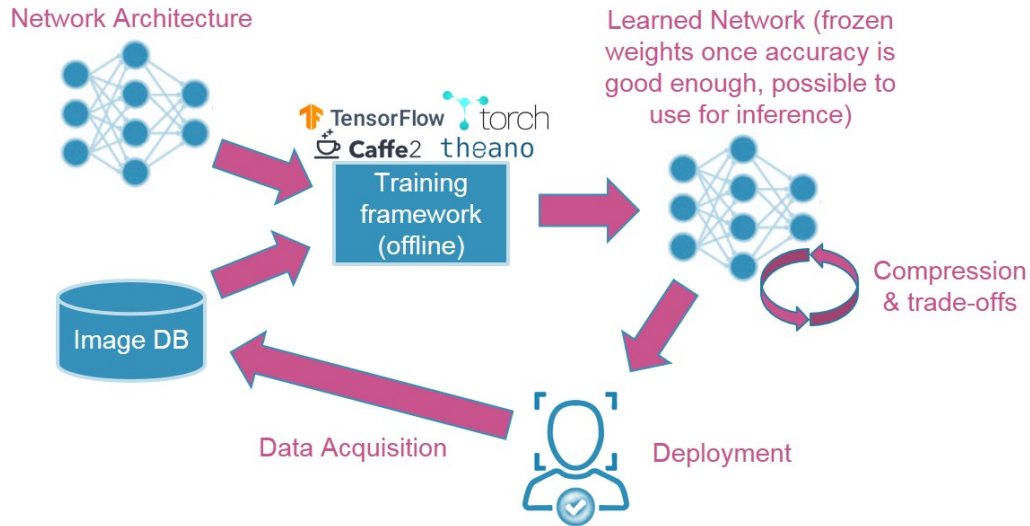 Network Architecture
Learned Network (frozen
weights once accuracy is
good enough, possible to
use for inference)
TensorFlow
torch
Caffe2
theano
Training
framework
(offline)
Compression
& trade-offs
Image DB
Data Acquisition
Deployment